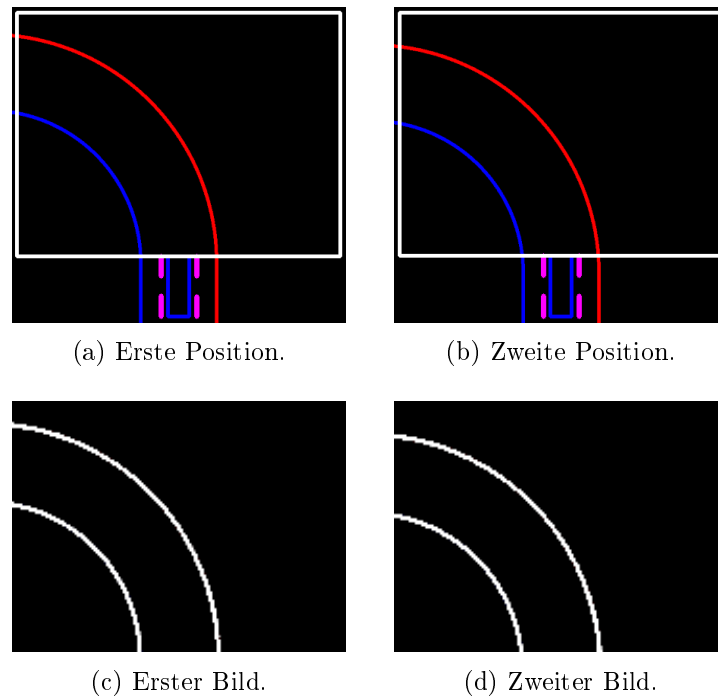 (a) Erste Position.
(b) Zweite Position.
(c) Erster Bild.
(d) Zweiter Bild.